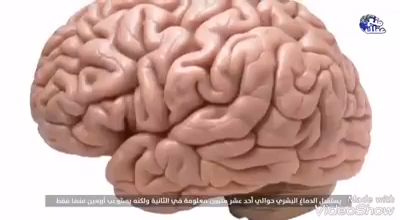 يستقبل الدماغ البشري حوالي أحد عشر مليون معلومة في الثانية ولكنه يستوعب أربعين منها فقط
Made with
VideoShow